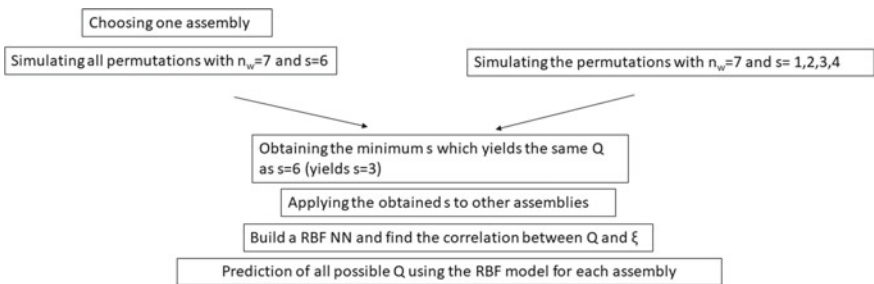 Choosing one assembly
Simulating all permutations with n_w=7 and s=6
Simulating the permutations with n_w=7 and s= 1,2,3,4
Obtaining the minimum s which yields the same Q
as s=6 (yields s=3)
Applying the obtained s to other assemblies
Build a RBF NN and find the correlation between Q and ξ
Prediction of all possible Q using the RBF model for each assembly